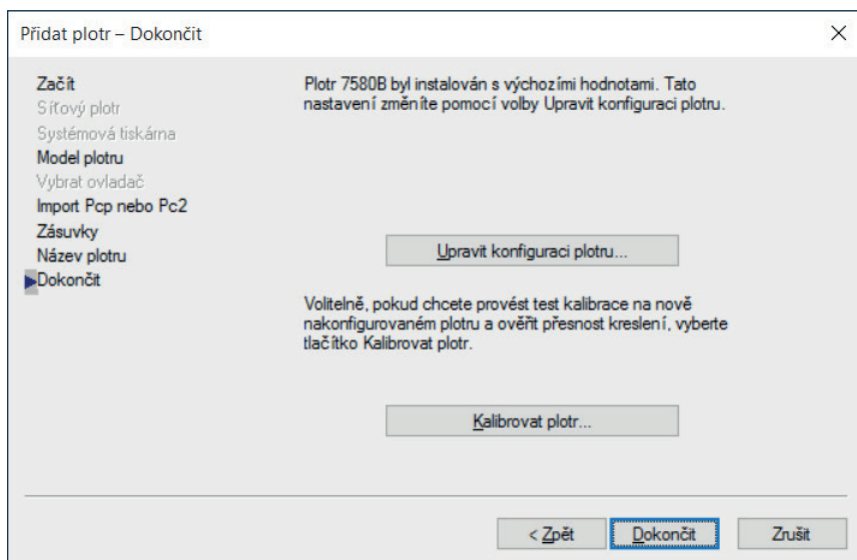 Přidat plotr – Dokončit
Začít
Síťový plotr
Systémová tiskárna
Model plotru
Vybrat ovladač
Import Pcp nebo Pc2
Zásuvky
Název plotru
Dokončit
Plotr 7580B byl instalován s výchozími hodnotami. Tato
nastavení změníte pomocí volby Upravit konfiguraci plotru.
Upravit konfiguraci plotru...
Volitelně, pokud chcete provést test kalibrace na nově
nakonfigurovaném plotru a ověřit přesnost kreslení, vyberte
tlačítko Kalibrovat plotr.
Kalibrovat plotr...
< Zpět
Dokončit
Zrušit